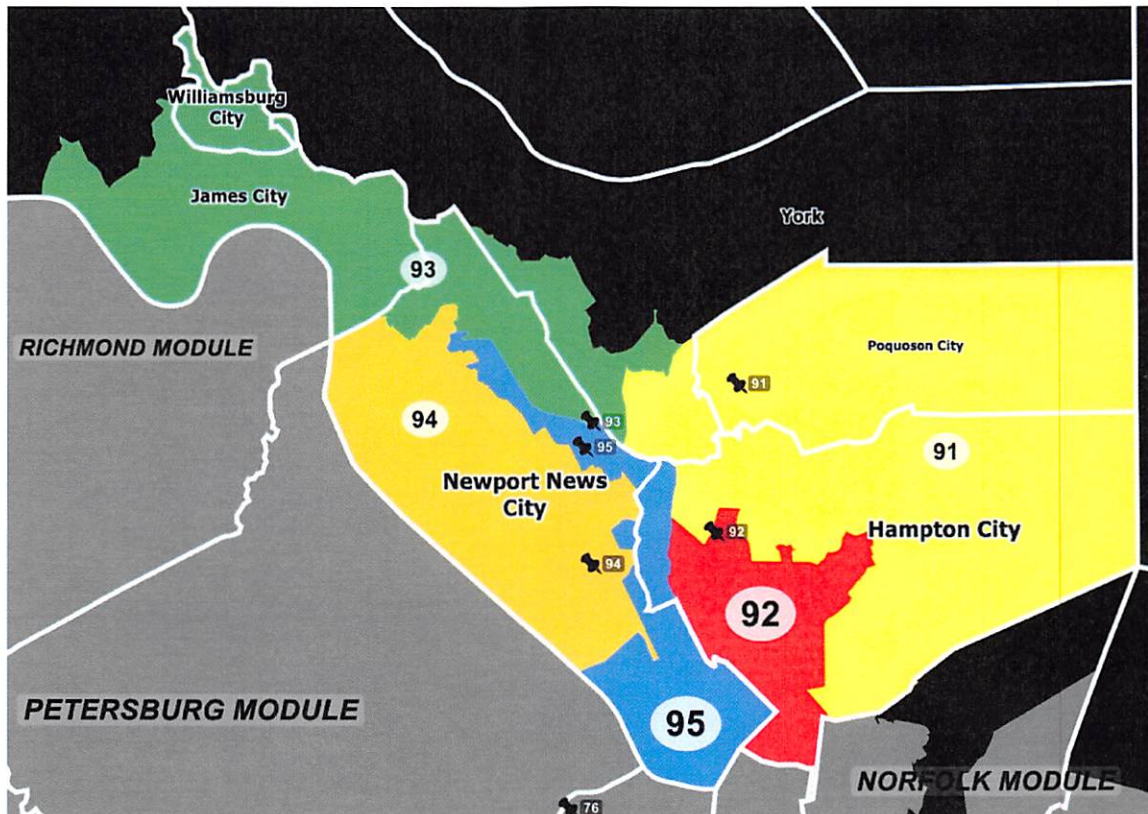 Williamsburg
City
James City
York
93
RICHMOND MODULE
Poquoson City
91
94
93
95
91
Newport News
City
Hampton City
92
94
92
PETERSBURG MODULE
95
NORFOLK MODULE
76